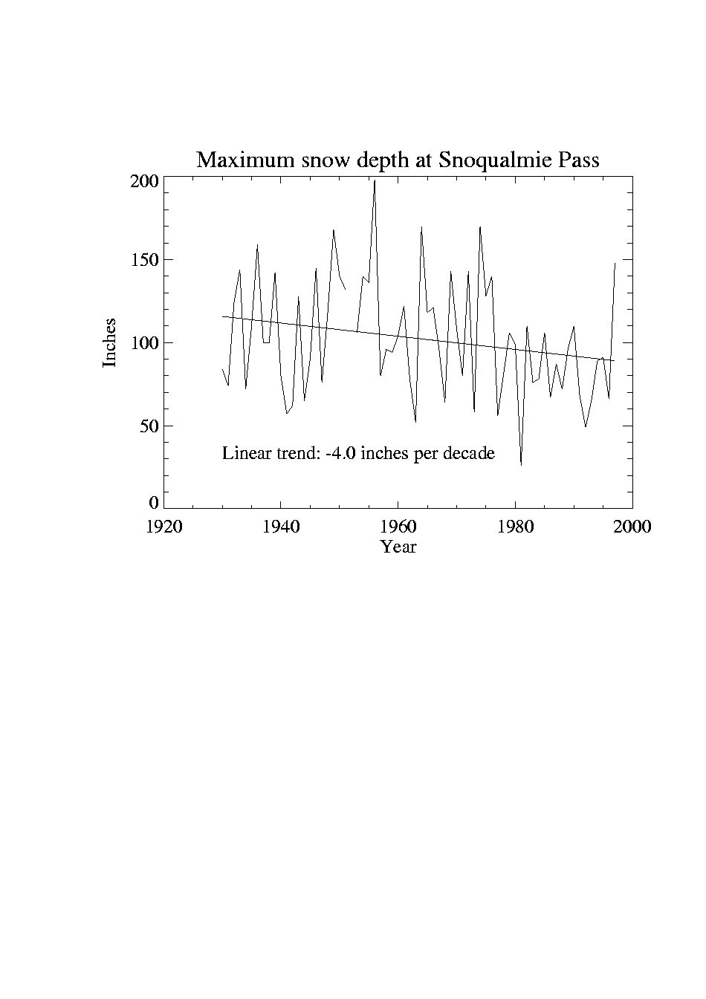 Maximum snow depth at Snoqualmie Pass
200
150
100
50
0
Inches
Linear trend: -4.0 inches per decade
1920 1940 1960 1980 2000
Year